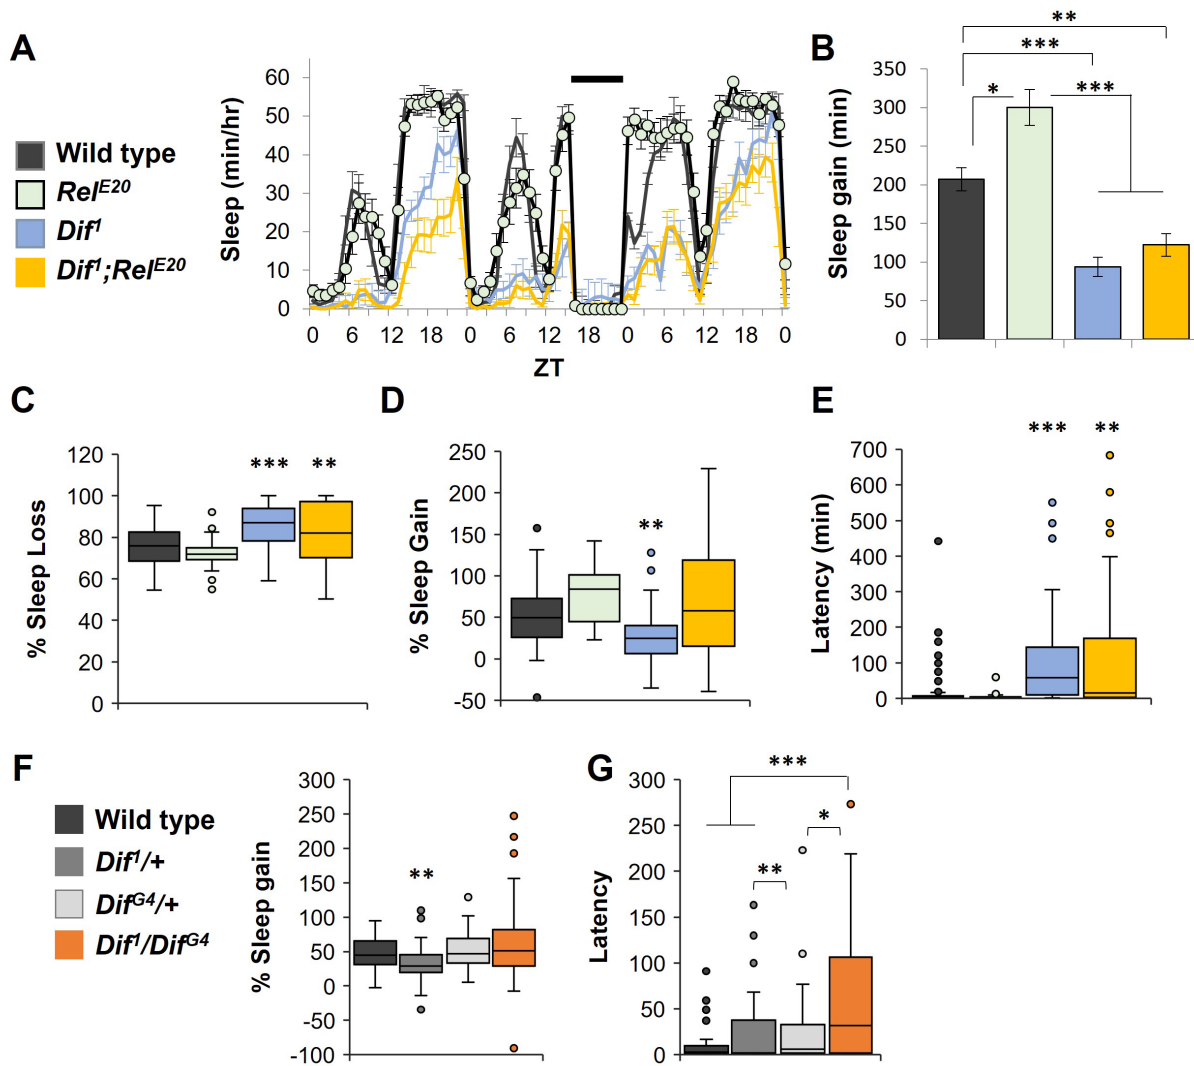 A
Sleep (min/hr)
60
50
40
30
20
10
0
0 6 12 18 0 6 12 18 0 6 12 18 0
ZT
Wild type
Rel^E20
Dif^1
Dif^1;Rel^E20
B
Sleep gain (min)
350
300
250
200
150
100
50
0
**
***
* ***
C
% Sleep Loss
120
100
80
60
40
20
0
*** **
D
% Sleep Gain
250
200
150
100
50
0
-50
**
E
Latency (min)
700
600
500
400
300
200
100
0
*** **
F
Wild type
Dif^1/+
Dif^G4/+
Dif^1/Dif^G4
% Sleep gain
300
250
200
150
100
50
0
-50
-100
**
G
Latency
300
250
200
150
100
50
0
***
*
**